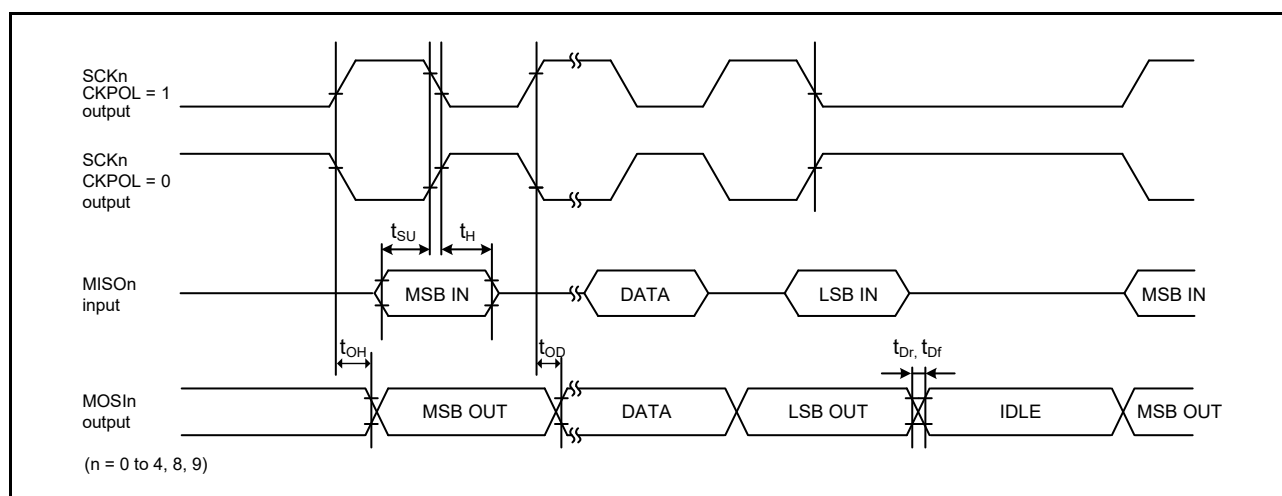 SCKn
CKPOL = 1
output
SCKn
CKPOL = 0
output
tSU
tH
MISOn
input
MSB IN
DATA
LSB IN
MSB IN
tOH
tOD
tDr, tDf
MOSIn
output
MSB OUT
DATA
LSB OUT
IDLE
MSB OUT
(n = 0 to 4, 8, 9)